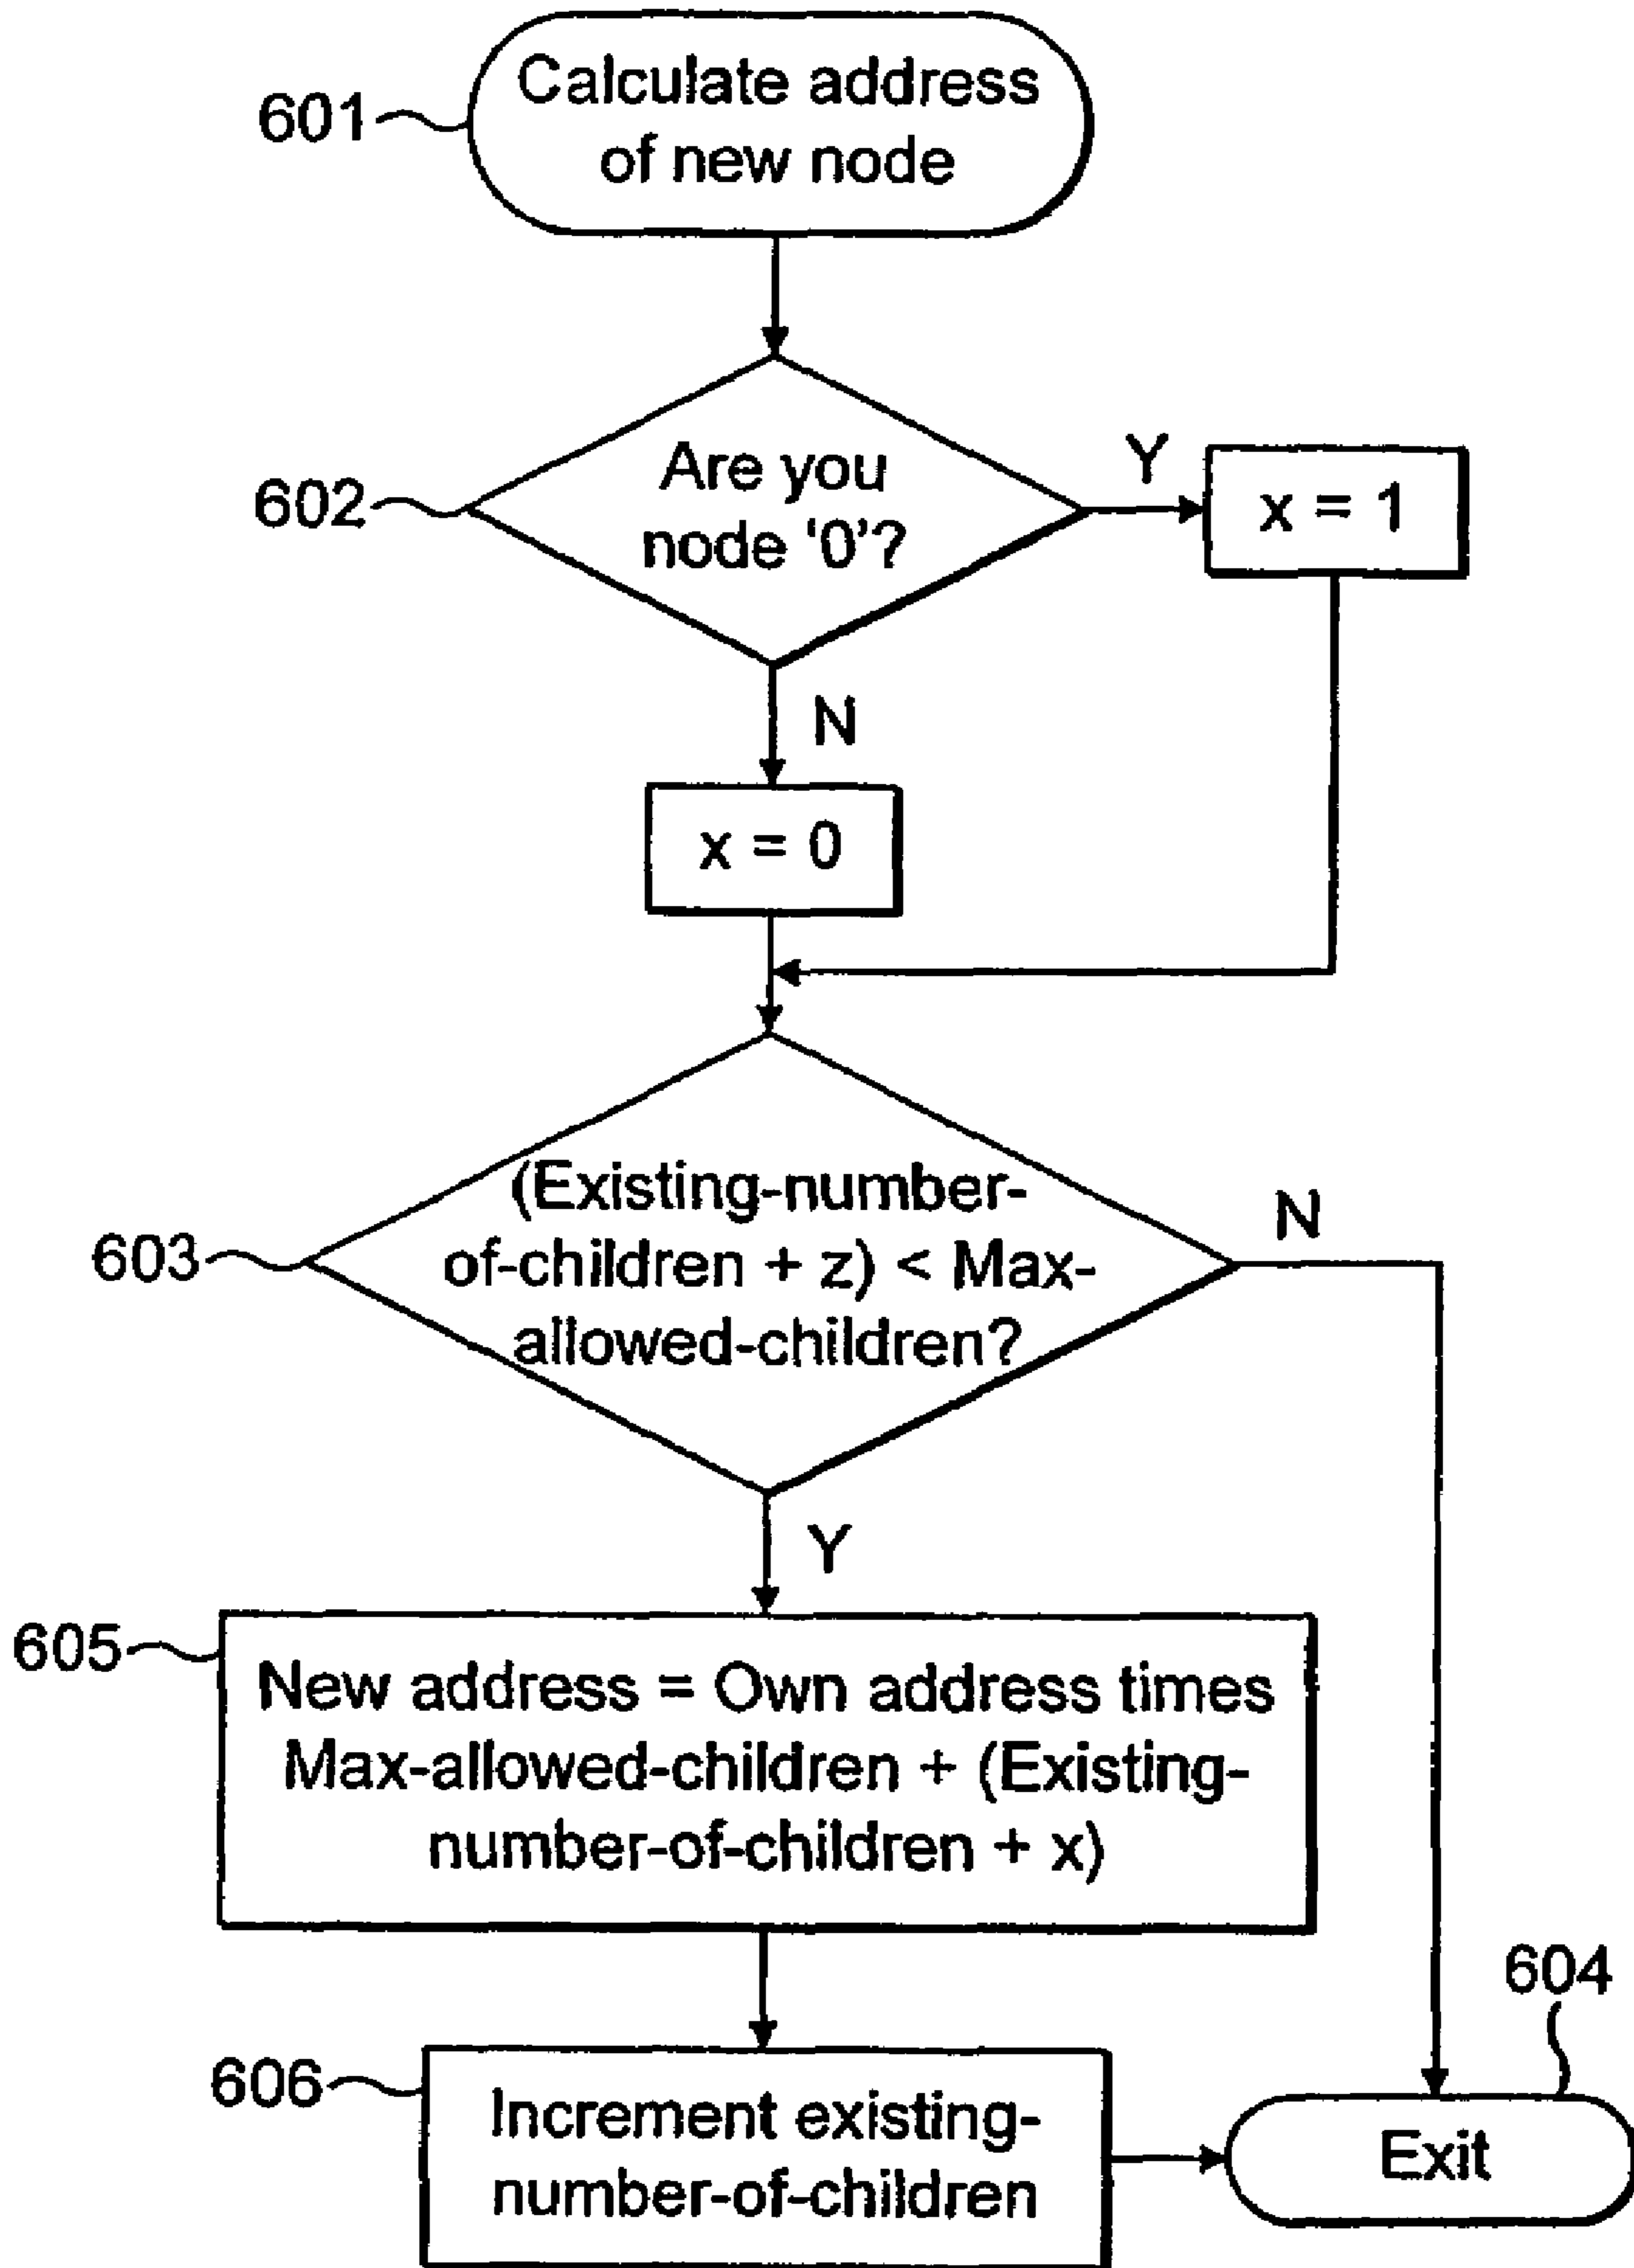 601
Calculate address
of new node
602
Are you
node ‘0’?
Y
x = 1
N
x = 0
603
(Existing-number-
of-children + z) < Max-
allowed-children?
N
Y
605
New address = Own address times
Max-allowed-children + (Existing-
number-of-children + x)
604
606
Increment existing-
number-of-children
Exit